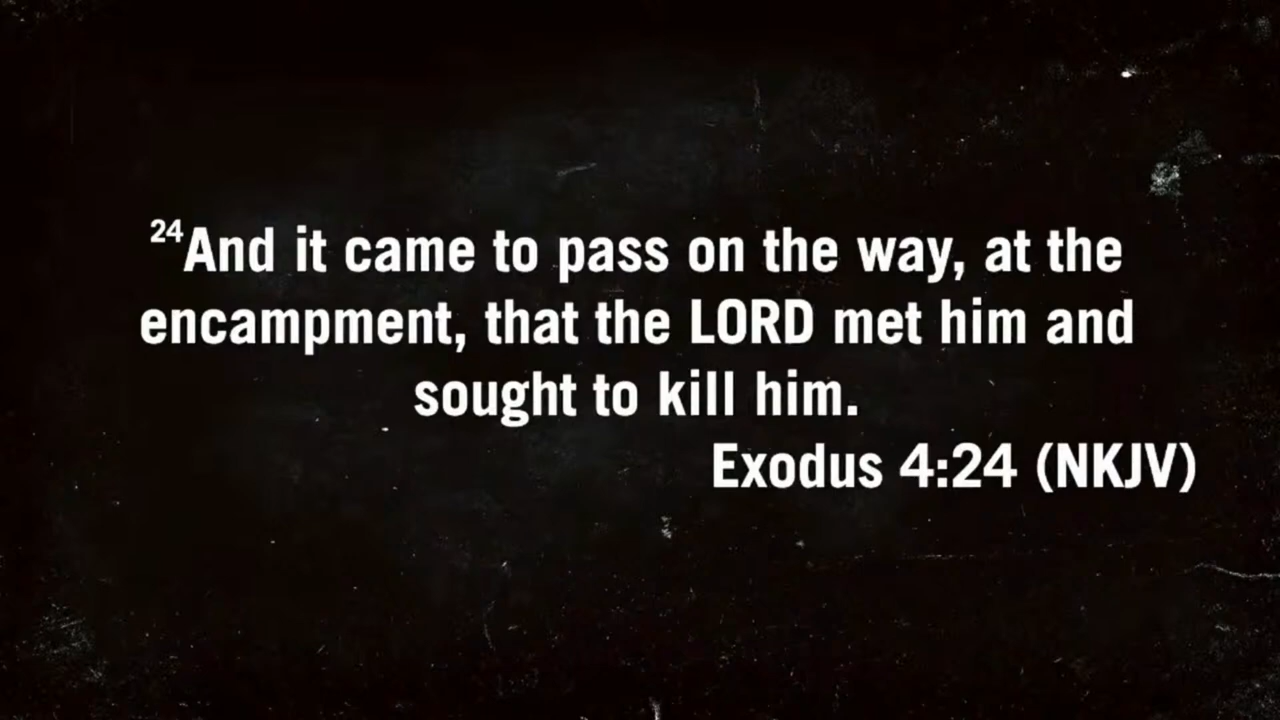 24And it came to pass on the way, at the
encampment, that the LORD met him and
sought to kill him.
Exodus 4:24 (NKJV)